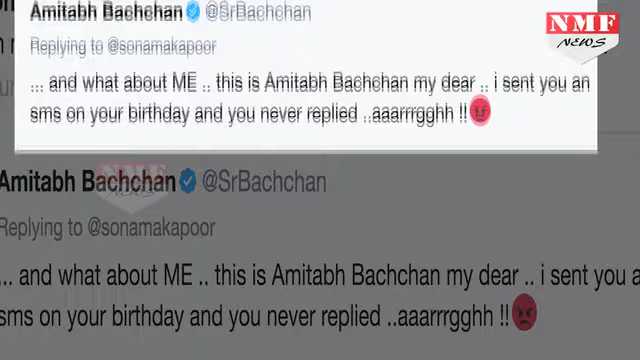 Amitabh Bachchan @SrBachchan
NMF
NEWS
Replying to @sonamakapoor
... and what about ME .. this is Amitabh Bachchan my dear .. i sent you an
sms on your birthday and you never replied ..aaarrrgghh !!
NMF
NEWS
Amitabh Bachchan @SrBachchan
Replying to @sonamakapoor
... and what about ME .. this is Amitabh Bachchan my dear .. i sent you a
sms on your birthday and you never replied ..aaarrrgghh !!